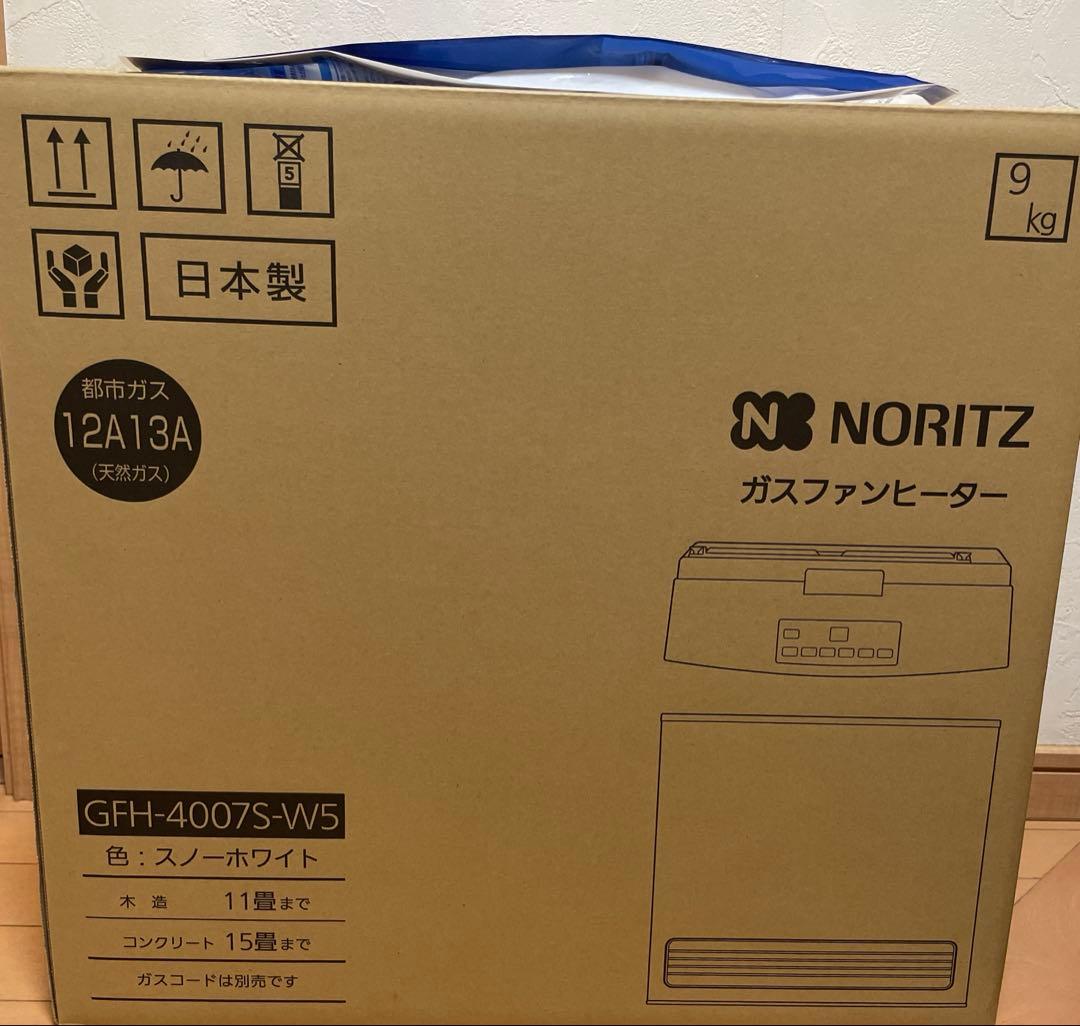 5
9
kg
日本製
都市ガス
12A13A
(天然ガス)
NORITZ
ガスファンヒーター
GFH-4007S-W5
色：スノーホワイト
木 造 11畳まで
コンクリート 15畳まで
ガスコードは別売です